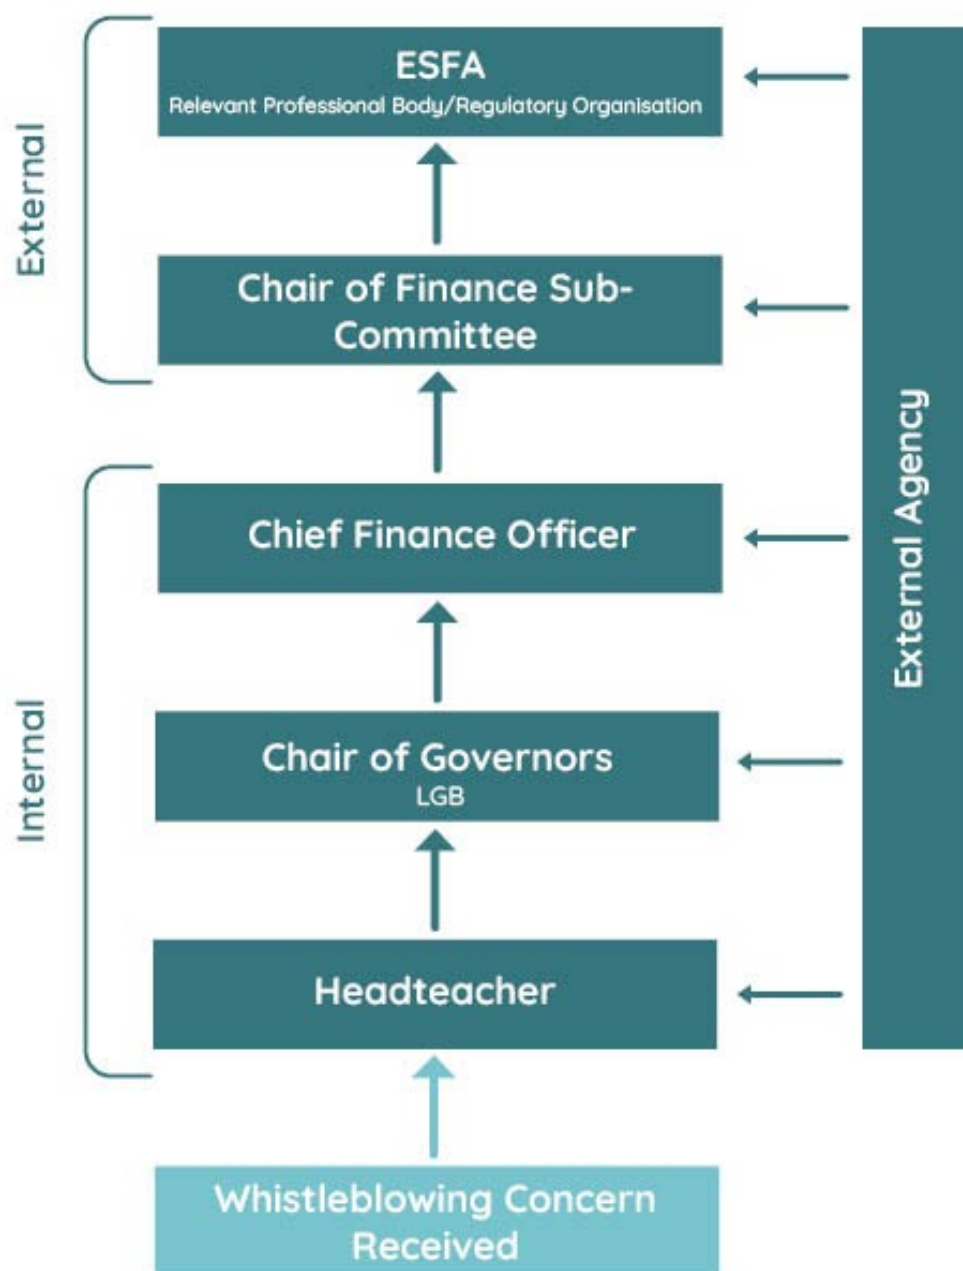 External
ESFA
Relevant Professional Body/Regulatory Organisation
Chair of Finance Sub-
Committee
External Agency
Internal
Chief Finance Officer
Chair of Governors
LGB
Headteacher
Whistleblowing Concern
Received